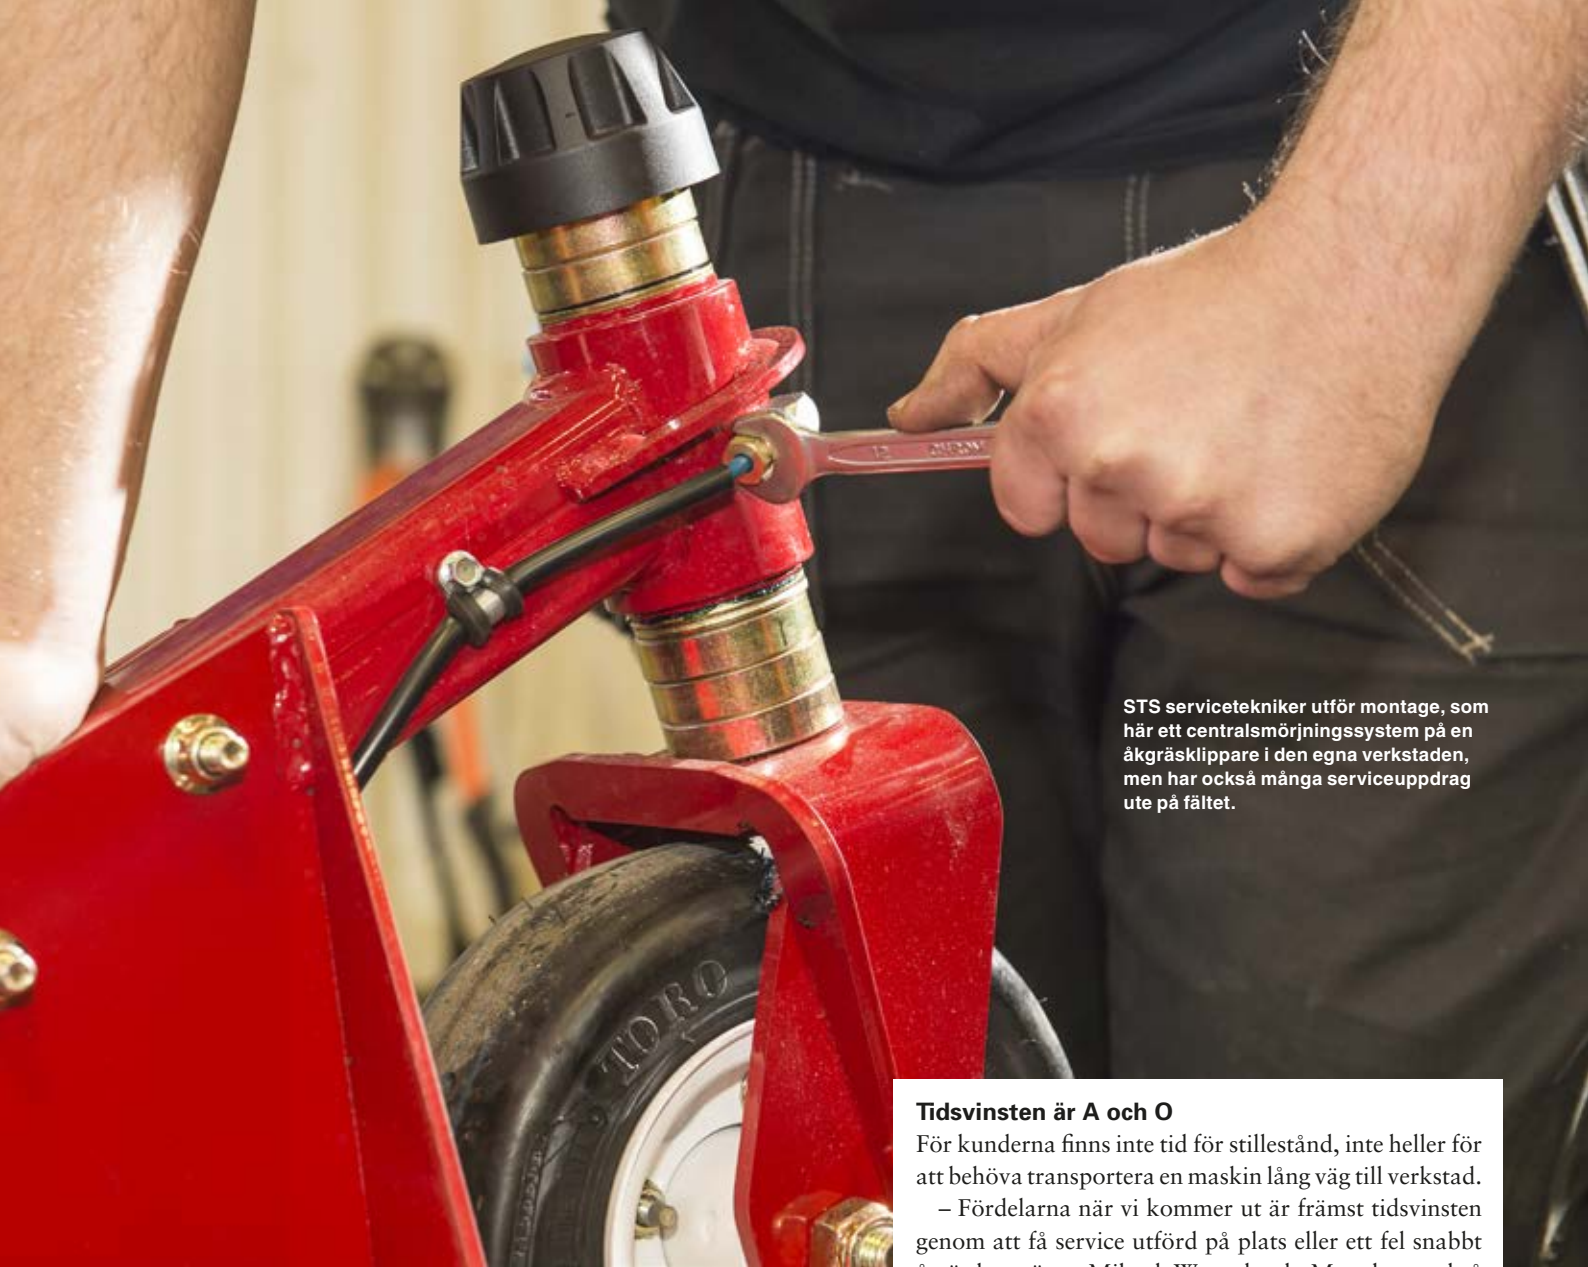 12 CHROM
STS servicetekniker utför montage, som
här ett centralsmörjningssystem på en
åkgräsklippare i den egna verkstaden,
men har också många serviceuppdrag
ute på fältet.
TORO
Tidsvinsten är A och O
För kunderna finns inte tid för stillestånd, inte heller för
att behöva transportera en maskin lång väg till verkstad.
– Fördelarna när vi kommer ut är främst tidsvinsten
genom att få service utförd på plats eller ett fel snabbt